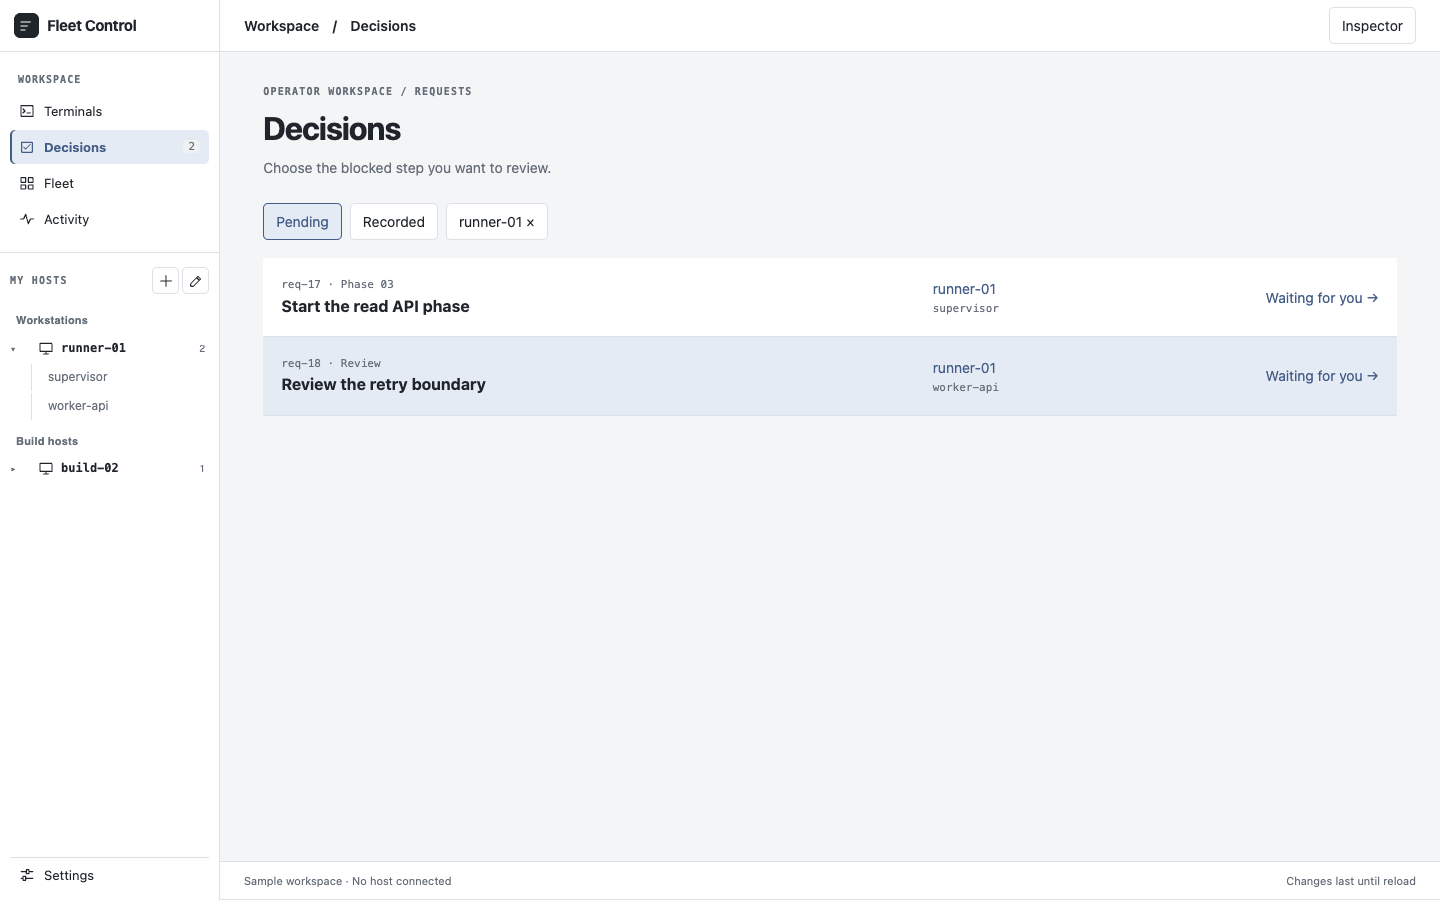 Fleet Control
Workspace / Decisions
Inspector
WORKSPACE
Terminals
Decisions 2
Fleet
Activity
MY HOSTS
Workstations
runner-01 2
supervisor
worker-api
Build hosts
build-02 1
Settings
OPERATOR WORKSPACE / REQUESTS
Decisions
Choose the blocked step you want to review.
Pending
Recorded
runner-01 ×
req-17 · Phase 03
Start the read API phase
runner-01
supervisor
Waiting for you →
req-18 · Review
Review the retry boundary
runner-01
worker-api
Waiting for you →
Sample workspace · No host connected
Changes last until reload